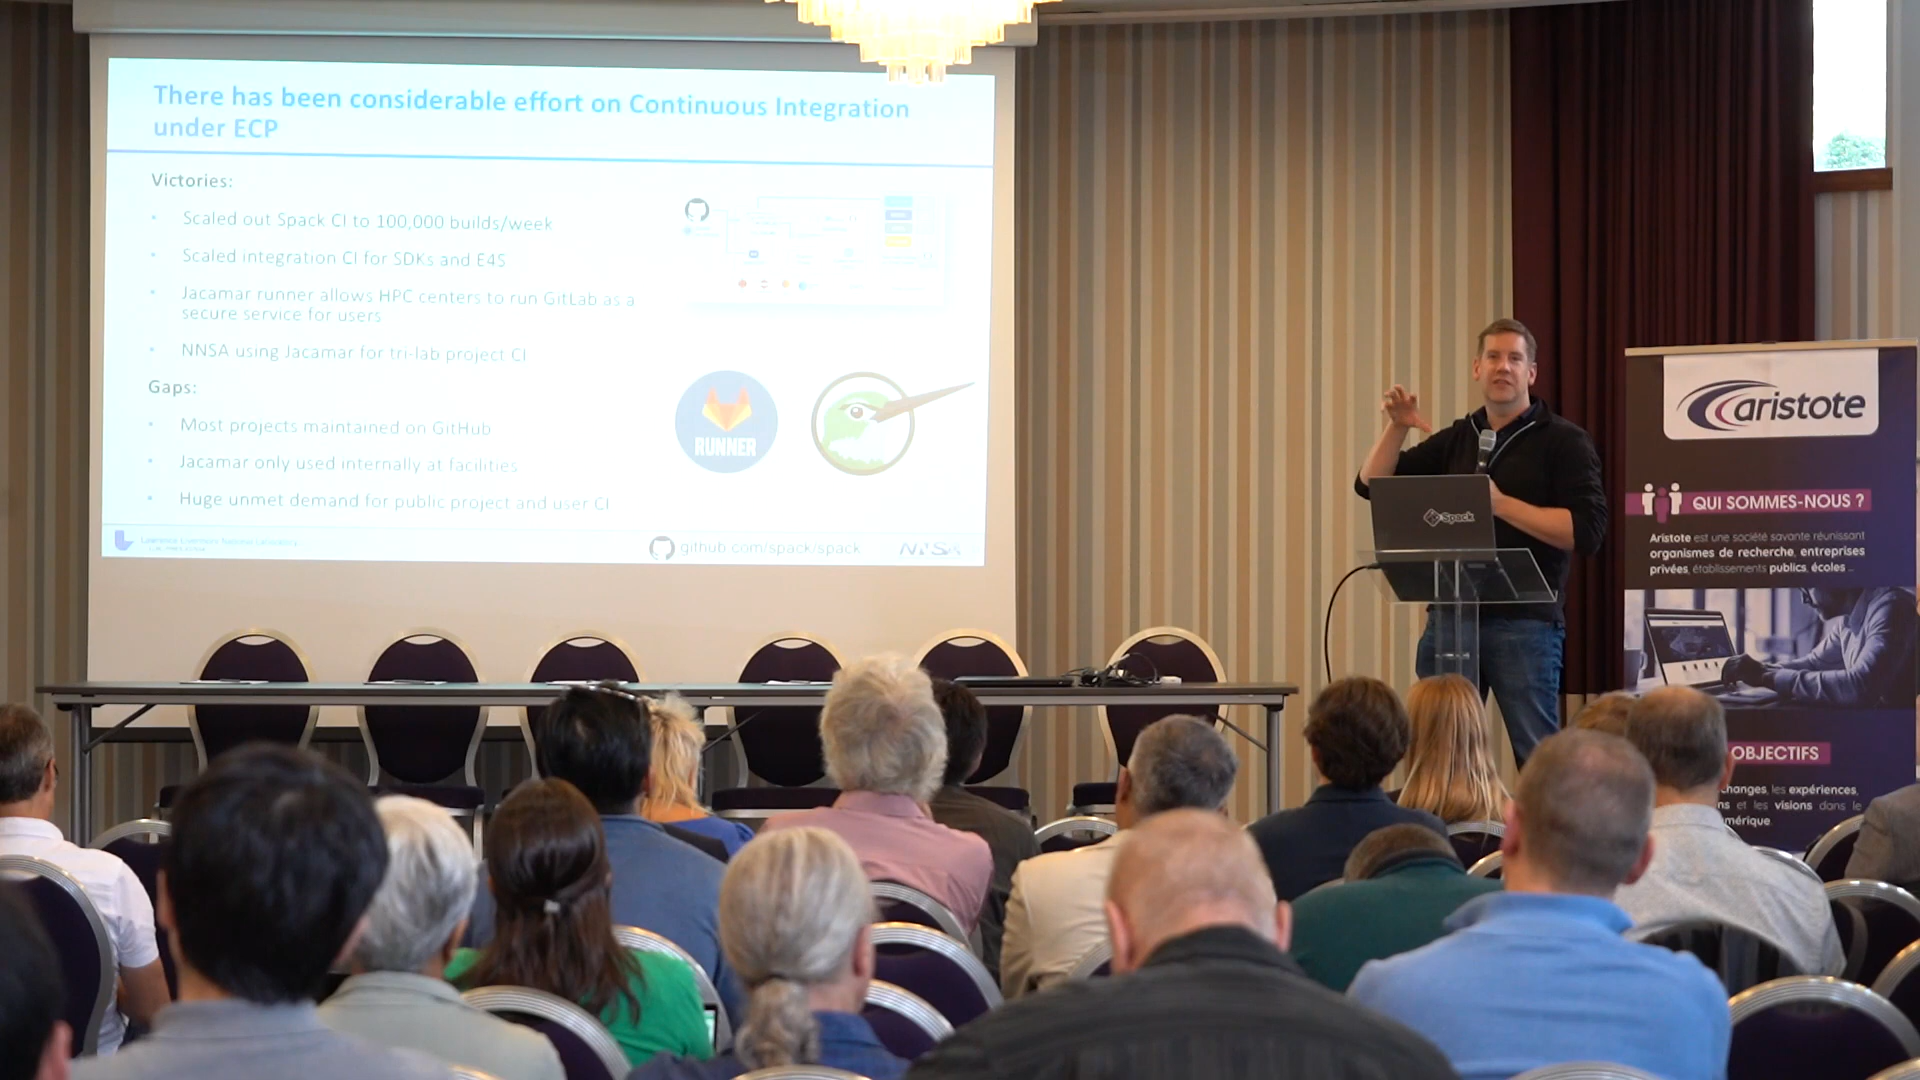 There has been considerable effort on Continuous Integration
under ECP
Victories:
• Scaled out Spack CI to 100,000 builds/week
• Scaled integration CI for SDKs and E4S
• Jacamar runner allows HPC centers to run GitLab as a
secure service for users
• NNSA using Jacamar for tri-lab project CI
Gaps:
• Most projects maintained on GitHub
• Jacamar only used internally at facilities
• Huge unmet demand for public project and user CI
RUNNER
Lawrence Livermore National Laboratory
github.com/spack/spack
NNSA
Spack
aristote
QUI SOMMES-NOUS ?
Aristote est une société savante réunissant
organismes de recherche, entreprises
privées, établissements publics, écoles ...
OBJECTIFS
changes, les expériences,
ns et les visions dans le
mérique.